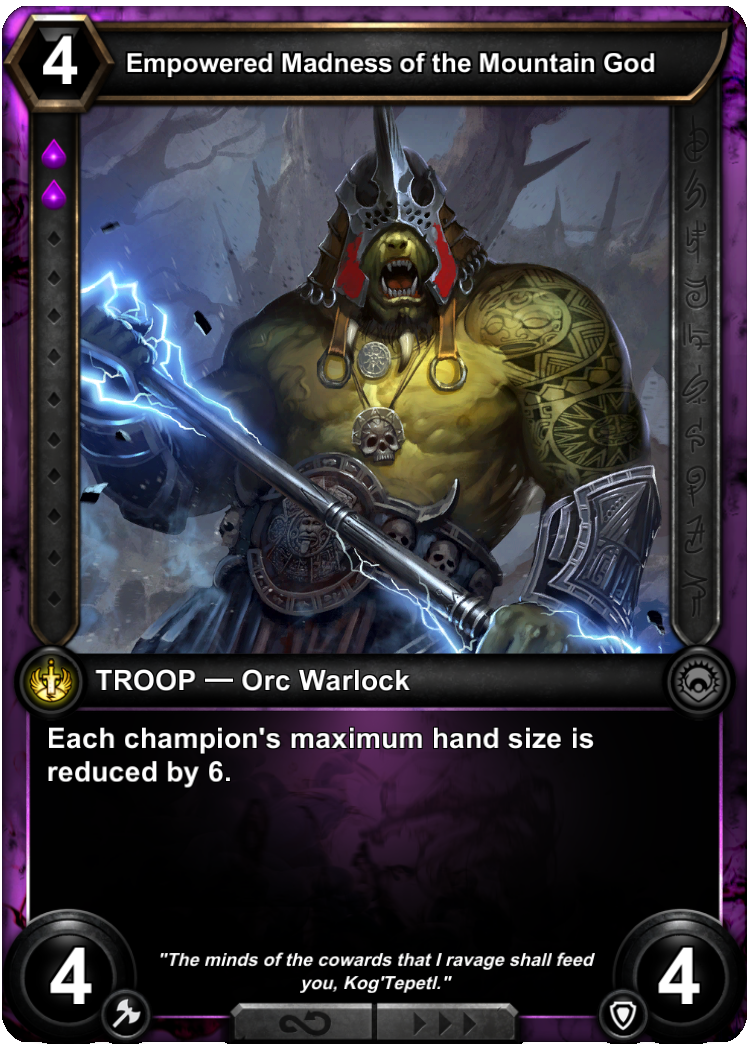 4
Empowered Madness of the Mountain God
TROOP — Orc Warlock
Each champion's maximum hand size is
reduced by 6.
"The minds of the cowards that I ravage shall feed
you, Kog'Tepetl."
4
4